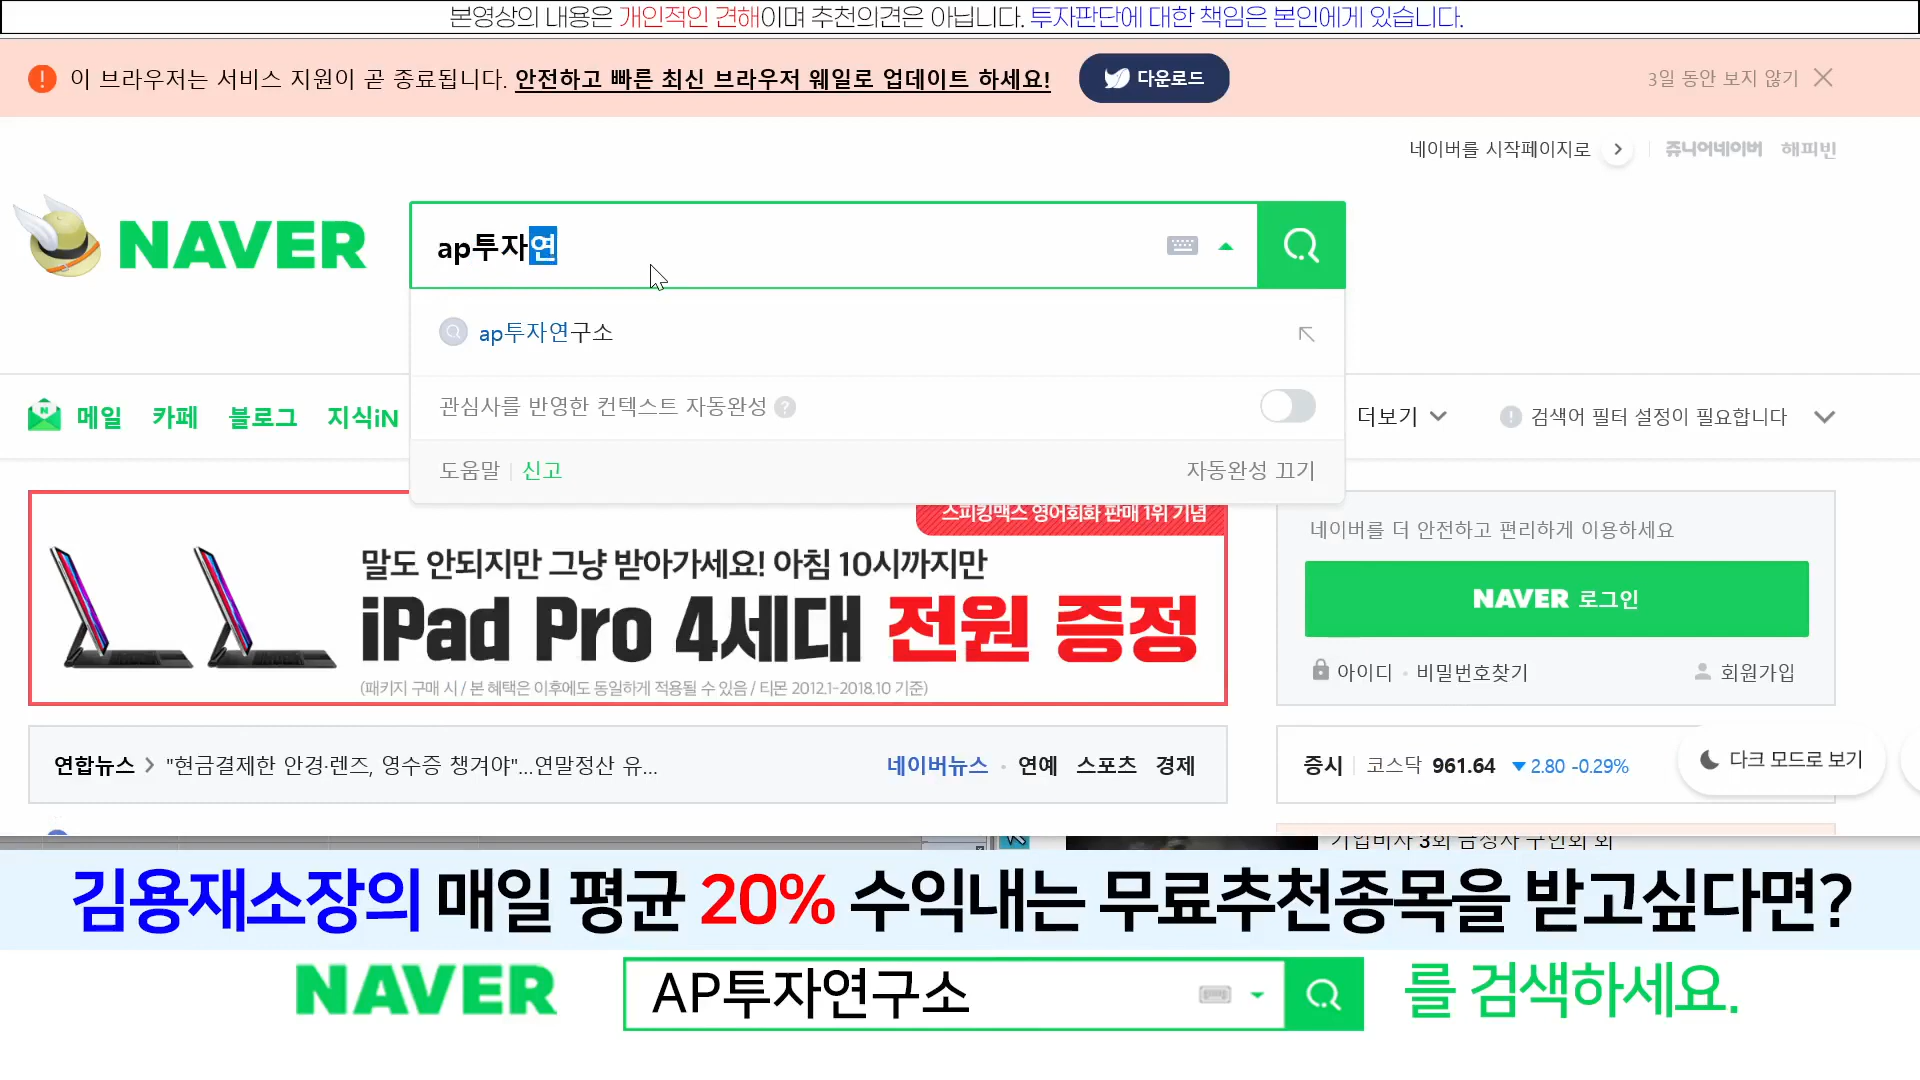 본영상의 내용은 개인적인 견해이며 추천의견은 아닙니다. 투자판단에 대한 책임은 본인에게 있습니다.
이 브라우저는 서비스 지원이 곧 종료됩니다. 안전하고 빠른 최신 브라우저 웨일로 업데이트 하세요! 다운로드 3일 동안 보지 않기
네이버를 시작페이지로 쥬니어네이버 해피빈
NAVER ap투자연
ap투자연구소
관심사를 반영한 컨텍스트 자동완성 ?
도움말 신고 자동완성 끄기
메일 카페 블로그 지식iN 더보기 검색어 필터 설정이 필요합니다
스피킹맥스 영어회화 판매 1위 기념
말도 안되지만 그냥 받아가세요! 아침 10시까지만
iPad Pro 4세대 전원 증정
(패키지 구매 시 / 본 혜택은 이후에도 동일하게 적용될 수 있음 / 티몬 2012.1-2018.10 기준)
네이버를 더 안전하고 편리하게 이용하세요
NAVER 로그인
아이디 · 비밀번호찾기 회원가입
연합뉴스 > "현금결제한 안경·렌즈, 영수증 챙겨야"...연말정산 유... 네이버뉴스 · 연예 스포츠 경제
증시 코스닥 961.64 ▼ 2.80 -0.29% 다크 모드로 보기
김용재소장의 매일 평균 20% 수익내는 무료추천종목을 받고싶다면?
NAVER AP투자연구소 를 검색하세요.